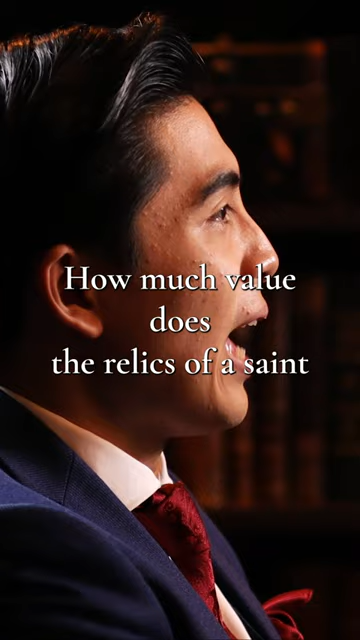 How much value
does
the relics of a saint